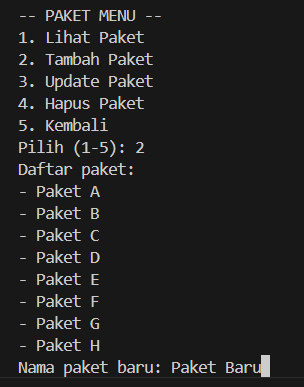 -- PAKET MENU --
1. Lihat Paket
2. Tambah Paket
3. Update Paket
4. Hapus Paket
5. Kembali
Pilih (1-5): 2
Daftar paket:
- Paket A
- Paket B
- Paket C
- Paket D
- Paket E
- Paket F
- Paket G
- Paket H
Nama paket baru: Paket Baru